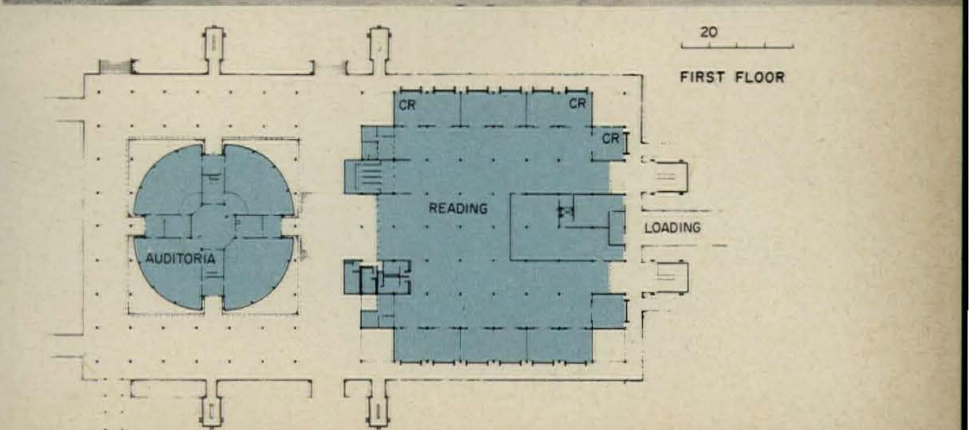 20
FIRST FLOOR
CR
CR
CR
READING
LOADING
AUDITORIA